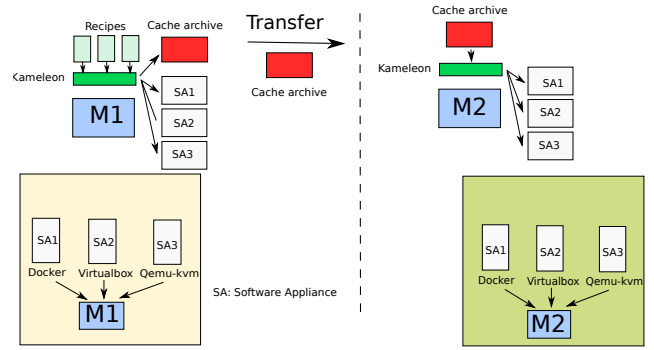 Recipes
Cache archive
Kameleon
M1
SA1
SA2
SA3
Transfer
Cache archive
Cache archive
Kameleon
M2
SA1
SA2
SA3
SA1
SA2
SA3
Docker
Virtualbox
Qemu-kvm
M1
SA: Software Appliance
SA1
SA2
SA3
Docker
Virtualbox
Qemu-kvm
M2